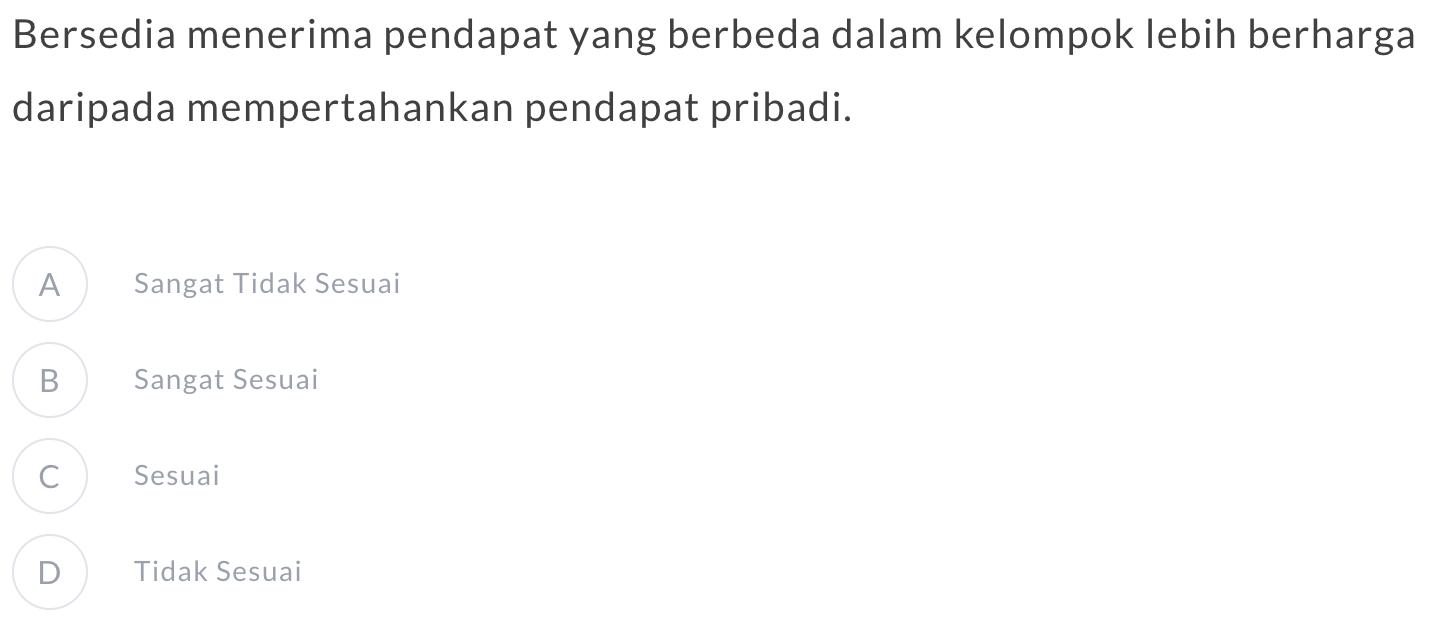 Bersedia menerima pendapat yang berbeda dalam kelompok lebih berharga
daripada mempertahankan pendapat pribadi.
A Sangat Tidak Sesuai
B Sangat Sesuai
C Sesuai
D Tidak Sesuai